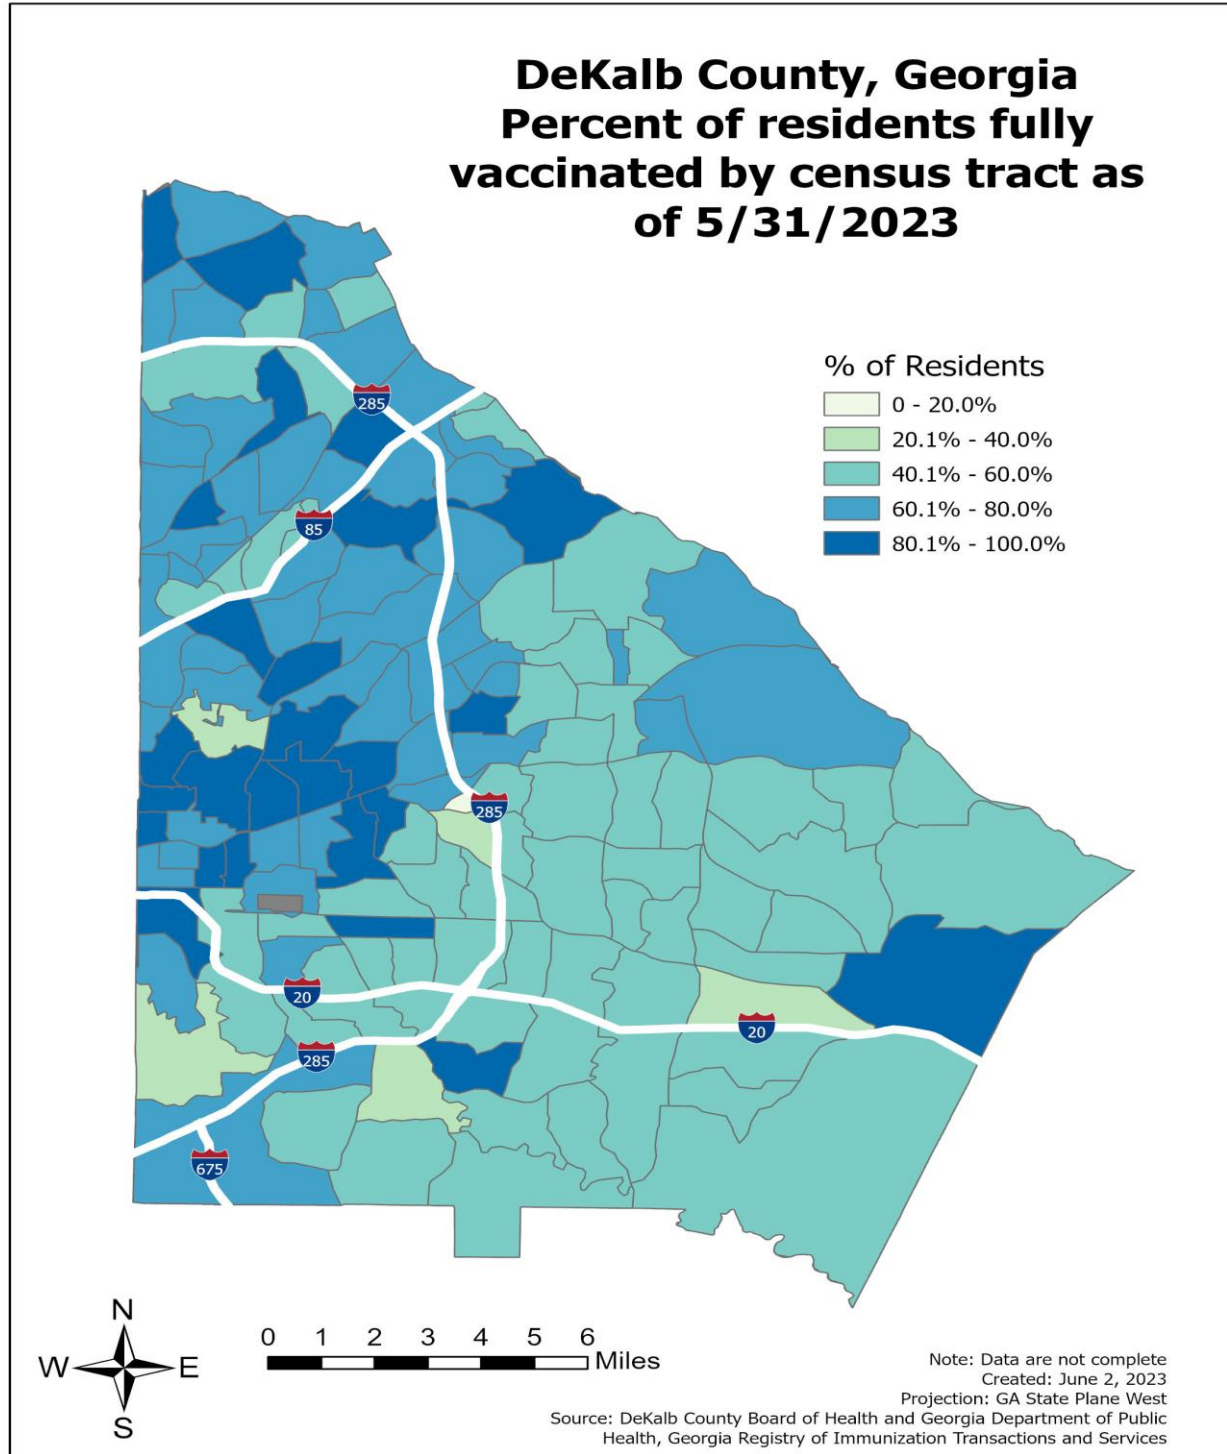 DeKalb County, Georgia
Percent of residents fully
vaccinated by census tract as
of 5/31/2023
% of Residents
0 - 20.0%
20.1% - 40.0%
40.1% - 60.0%
60.1% - 80.0%
80.1% - 100.0%
285
85
285
20
20
285
675
N
W E
S
0 1 2 3 4 5 6
Miles
Note: Data are not complete
Created: June 2, 2023
Projection: GA State Plane West
Source: DeKalb County Board of Health and Georgia Department of Public
Health, Georgia Registry of Immunization Transactions and Services